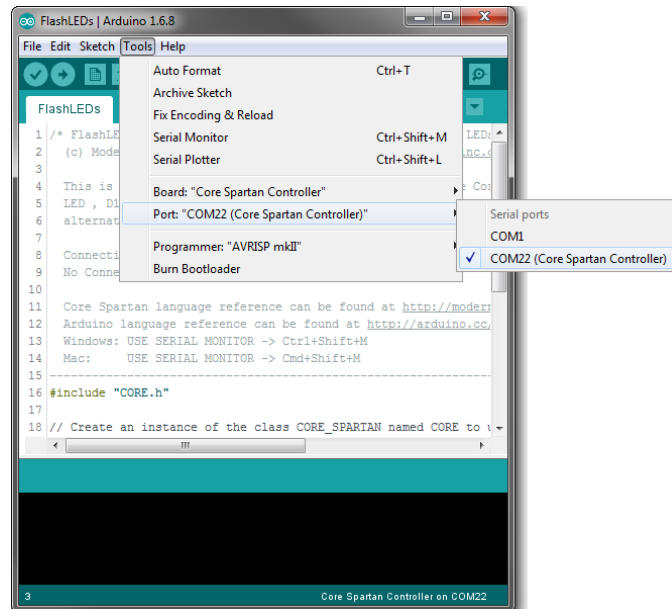 FlashLEDs | Arduino 1.6.8
File Edit Sketch Tools Help
Auto Format Ctrl+T
Archive Sketch
Fix Encoding & Reload
Serial Monitor Ctrl+Shift+M
Serial Plotter Ctrl+Shift+L
Board: "Core Spartan Controller"
Port: "COM22 (Core Spartan Controller)"
Programmer: "AVRISP mkII"
Burn Bootloader
Serial ports
COM1
COM22 (Core Spartan Controller)
FlashLEDs
1 /* FlashLE LEDs
2 (c) Mode inc.c
3
4 This is Cor
5 LED , D1
6 alternat
7
8 Connecti
9 No Conne
10
11 Core Spartan language reference can be found at http://modern
12 Arduino language reference can be found at http://arduino.cc/
13 Windows: USE SERIAL MONITOR -> Ctrl+Shift+M
14 Mac: USE SERIAL MONITOR -> Cmd+Shift+M
15 ------------------------------------------------------------
16 #include "CORE.h"
17
18 // Create an instance of the class CORE_SPARTAN named CORE to
3 Core Spartan Controller on COM22